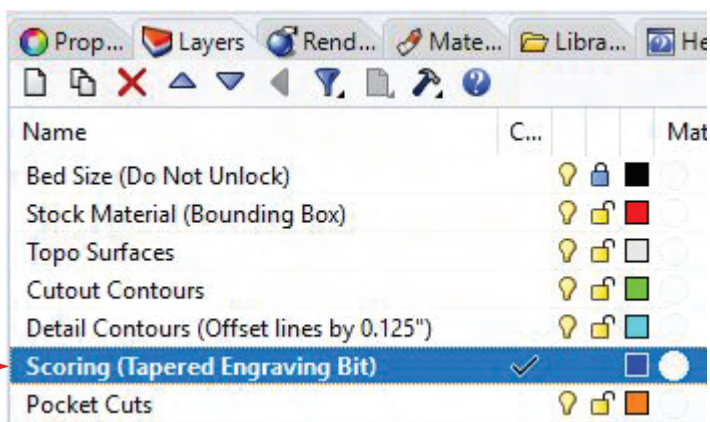 Prop... Layers Rend... Mate... Libra... He
Name C... Mat
Bed Size (Do Not Unlock)
Stock Material (Bounding Box)
Topo Surfaces
Cutout Contours
Detail Contours (Offset lines by 0.125")
Scoring (Tapered Engraving Bit)
Pocket Cuts